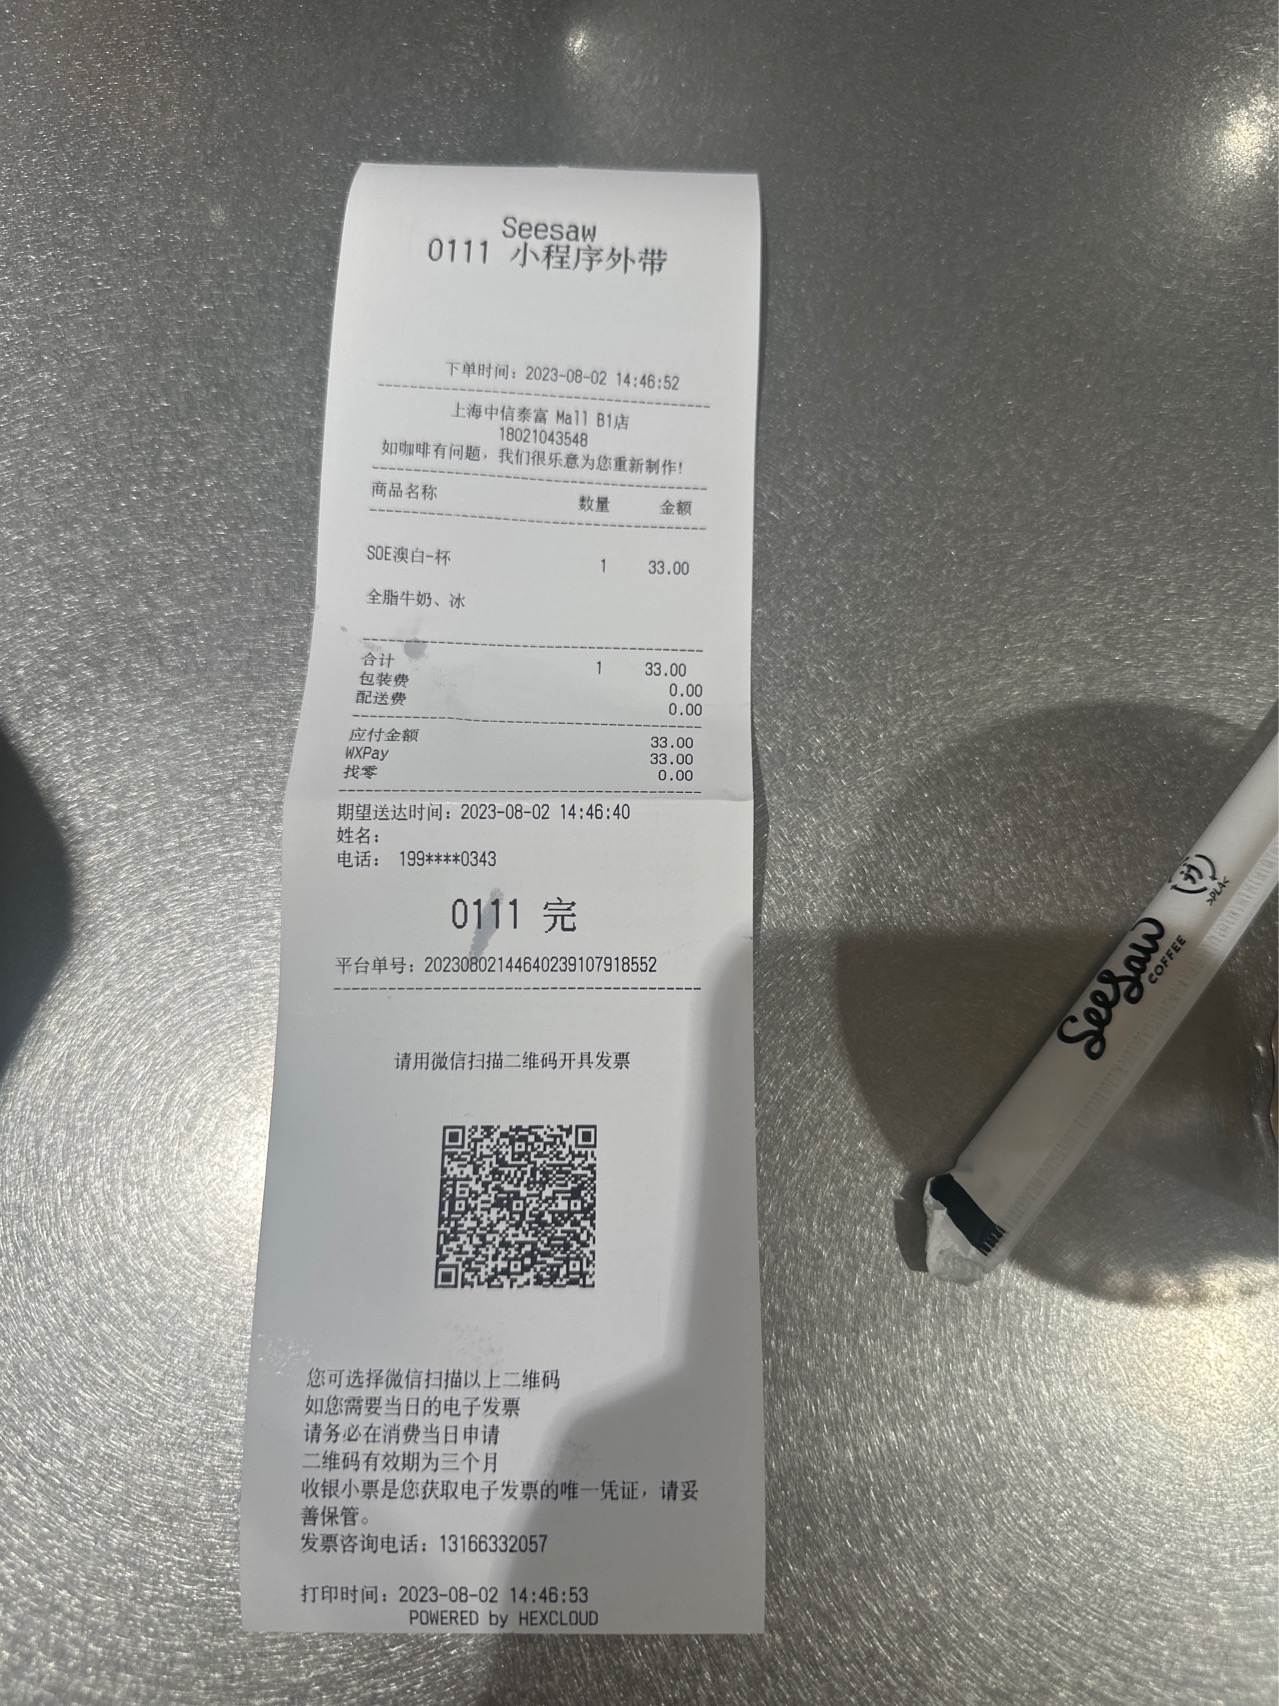 Seesaw
0111 小程序外带
下单时间：2023-08-02 14:46:52
上海中信泰富 Mall B1店
18021043548
如咖啡有问题，我们很乐意为您重新制作！
商品名称 数量 金额
SOE澳白-杯 1 33.00
全脂牛奶、冰
合计 1 33.00
包装费 0.00
配送费 0.00
应付金额 33.00
WXPay 33.00
找零 0.00
期望送达时间：2023-08-02 14:46:40
姓名：
电话： 199****0343
0111 完
平台单号：20230802144640239107918552
请用微信扫描二维码开具发票
您可选择微信扫描以上二维码
如您需要当日的电子发票
请务必在消费当日申请
二维码有效期为三个月
收银小票是您获取电子发票的唯一凭证，请妥
善保管。
发票咨询电话：13166332057
打印时间：2023-08-02 14:46:53
POWERED by HEXCLOUD
Seesaw
COFFEE
>PLA<